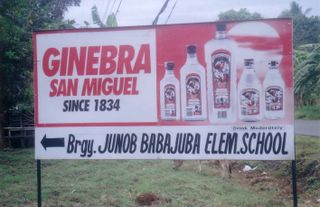 GINEBRA
SAN MIGUEL
SINCE 1834
Drink Moderately
Brgy. JUNOB BABAJUBA ELEM. SCHOOL